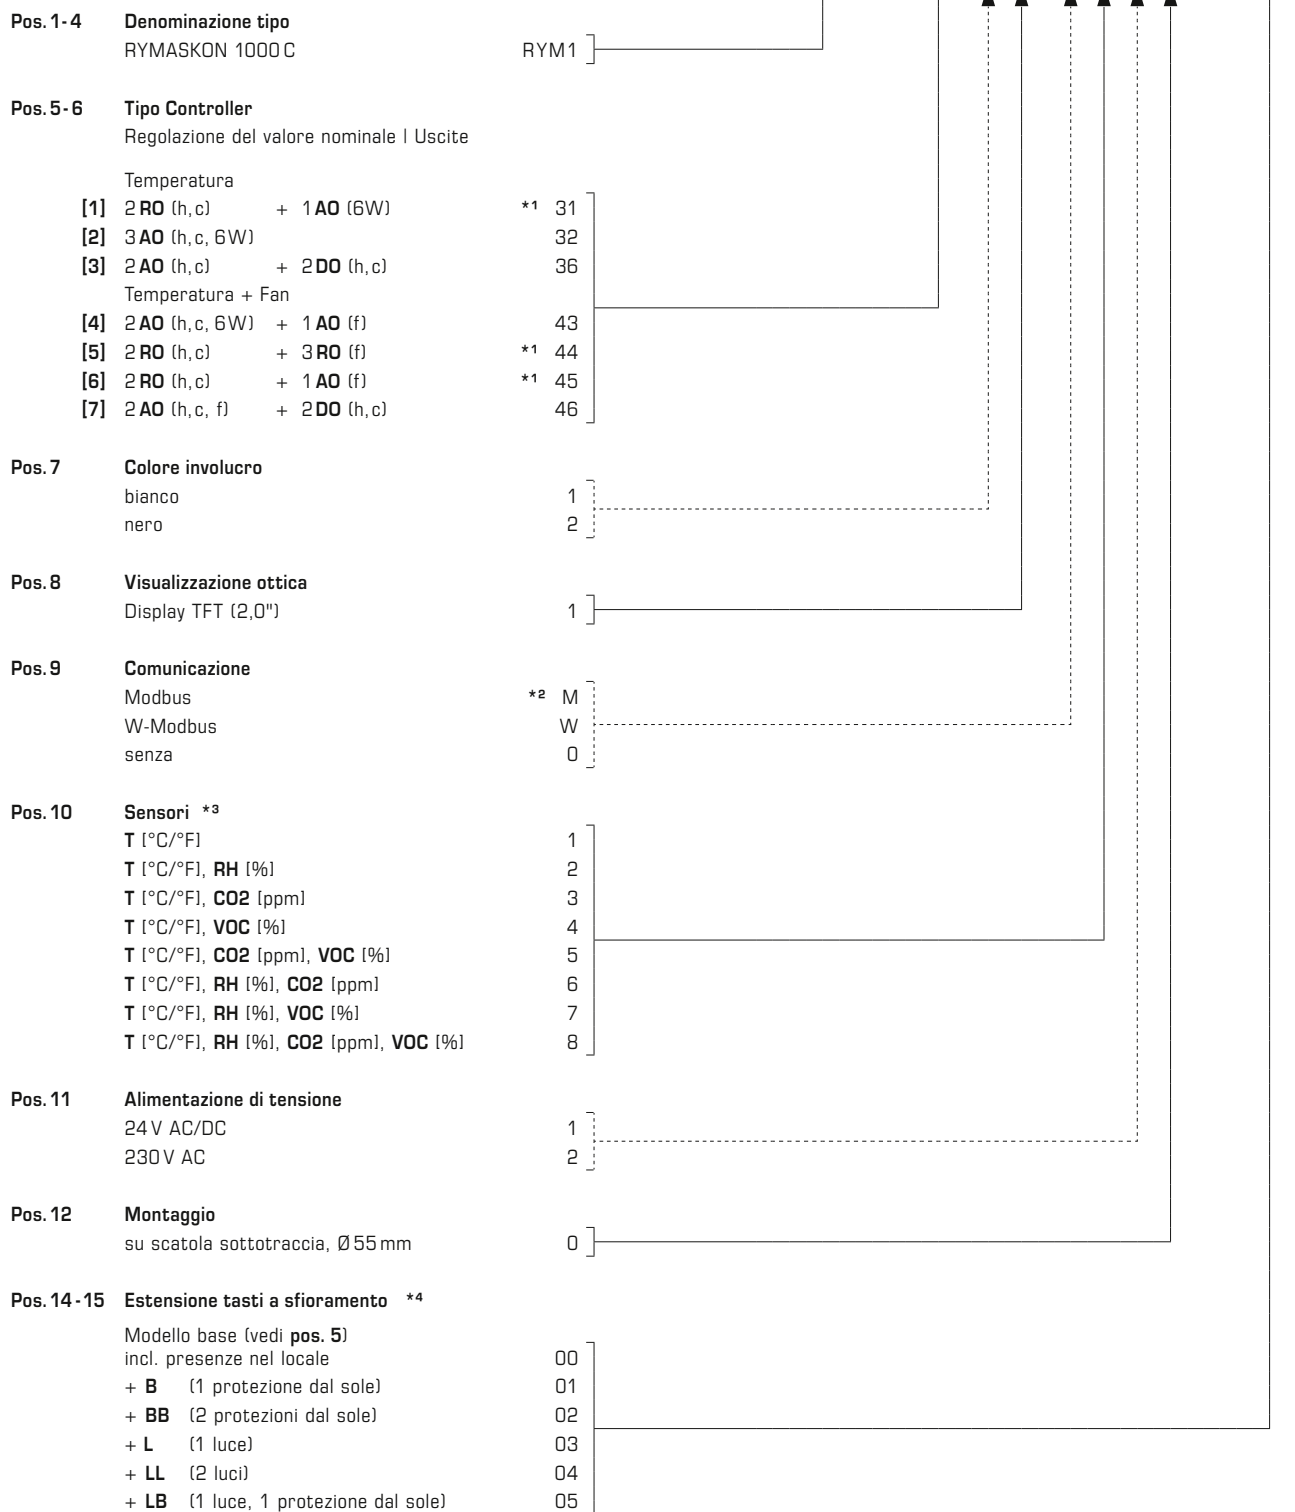 Pos. 1 - 4 Denominazione tipo
RYMASKON 1000 C RYM1
Pos. 5 - 6 Tipo Controller
Regolazione del valore nominale | Uscite
Temperatura
[1] 2 RO (h, c) + 1 AO (6W) *¹ 31
[2] 3 AO (h, c, 6W) 32
[3] 2 AO (h, c) + 2 DO (h, c) 36
Temperatura + Fan
[4] 2 AO (h, c, 6W) + 1 AO (f) 43
[5] 2 RO (h, c) + 3 RO (f) *¹ 44
[6] 2 RO (h, c) + 1 AO (f) *¹ 45
[7] 2 AO (h, c, f) + 2 DO (h, c) 46
Pos. 7 Colore involucro
bianco 1
nero 2
Pos. 8 Visualizzazione ottica
Display TFT (2,0") 1
Pos. 9 Comunicazione
Modbus *² M
W-Modbus W
senza 0
Pos. 10 Sensori *³
T [°C/°F] 1
T [°C/°F], RH [%] 2
T [°C/°F], CO2 [ppm] 3
T [°C/°F], VOC [%] 4
T [°C/°F], CO2 [ppm], VOC [%] 5
T [°C/°F], RH [%], CO2 [ppm] 6
T [°C/°F], RH [%], VOC [%] 7
T [°C/°F], RH [%], CO2 [ppm], VOC [%] 8
Pos. 11 Alimentazione di tensione
24 V AC/DC 1
230 V AC 2
Pos. 12 Montaggio
su scatola sottotraccia, Ø 55 mm 0
Pos. 14 - 15 Estensione tasti a sfioramento *⁴
Modello base (vedi pos. 5)
incl. presenze nel locale 00
+ B (1 protezione dal sole) 01
+ BB (2 protezioni dal sole) 02
+ L (1 luce) 03
+ LL (2 luci) 04
+ LB (1 luce, 1 protezione dal sole) 05